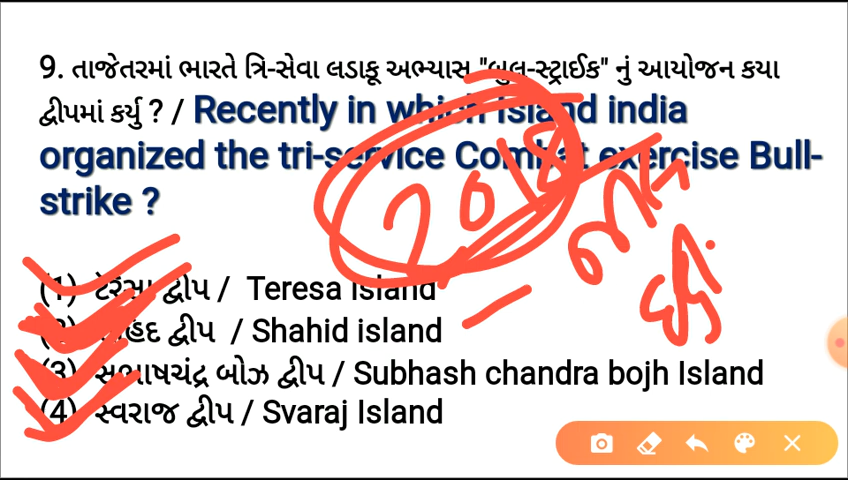 9. તાજેતરમાં ભારતે ત્રિ-સેવા લડાકૂ અભ્યાસ "બુલ-સ્ટ્રાઈક" નું આયોજન કયા
દ્વીપમાં કર્યુ ? / Recently in which Island india
organized the tri-service Combat exercise Bull-
strike ?
2018
(1) ટેરેસા દ્વીપ / Teresa Island
(2) દ્વીપ / Shahid island
(3) સુભાષચંદ્ર બોઝ દ્વીપ / Subhash chandra bojh Island
(4) સ્વરાજ દ્વીપ / Svaraj Island